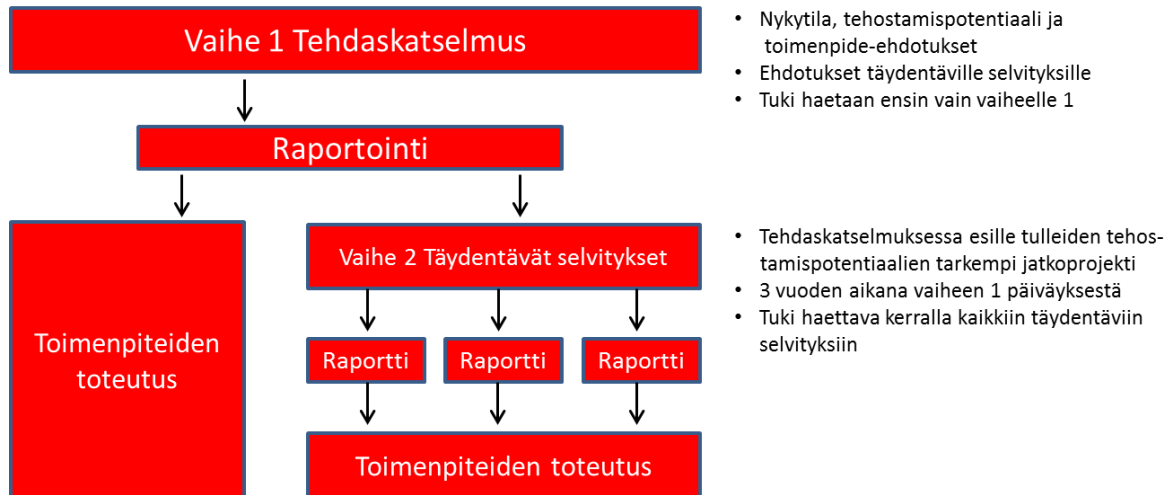 Vaihe 1 Tehdaskatselmus
• Nykytila, tehostamispotentiaali ja
toimenpide-ehdotukset
• Ehdotukset täydentäville selvityksille
• Tuki haetaan ensin vain vaiheelle 1
Raportointi
Toimenpiteiden
toteutus
Vaihe 2 Täydentävät selvitykset
• Tehdaskatselmuksessa esille tulleiden tehos-
tamispotentiaalien tarkempi jatkoprojekti
• 3 vuoden aikana vaiheen 1 päiväyksestä
• Tuki haettava kerralla kaikkiin täydentäviin
selvityksiin
Raportti
Raportti
Raportti
Toimenpiteiden toteutus